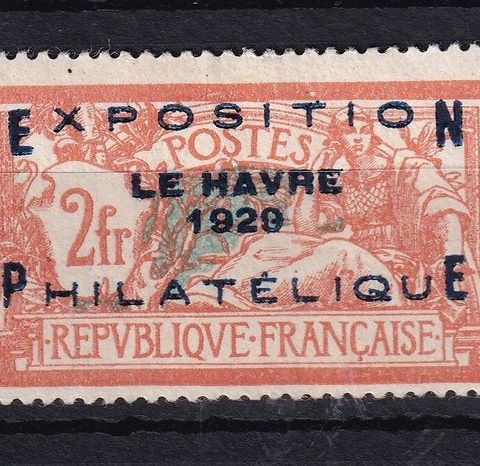 EXPOSITION
POSTES
LE HAVRE
2fr
1929
PHILATÉLIQUE
·REPVBLIQVE·FRANÇAISE·